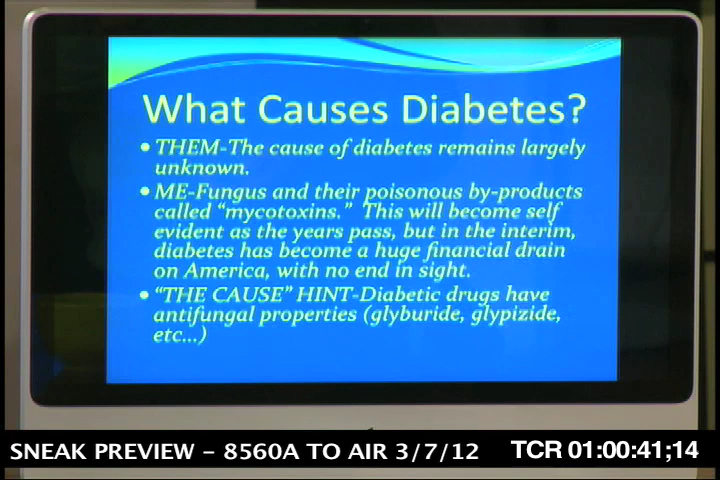 What Causes Diabetes?
• THEM-The cause of diabetes remains largely
unknown.
• ME-Fungus and their poisonous by-products
called “mycotoxins.” This will become self
evident as the years pass, but in the interim,
diabetes has become a huge financial drain
on America, with no end in sight.
• “THE CAUSE” HINT-Diabetic drugs have
antifungal properties (glyburide, glypizide,
etc...)
SNEAK PREVIEW – 8560A TO AIR 3/7/12 TCR 01:00:41;14